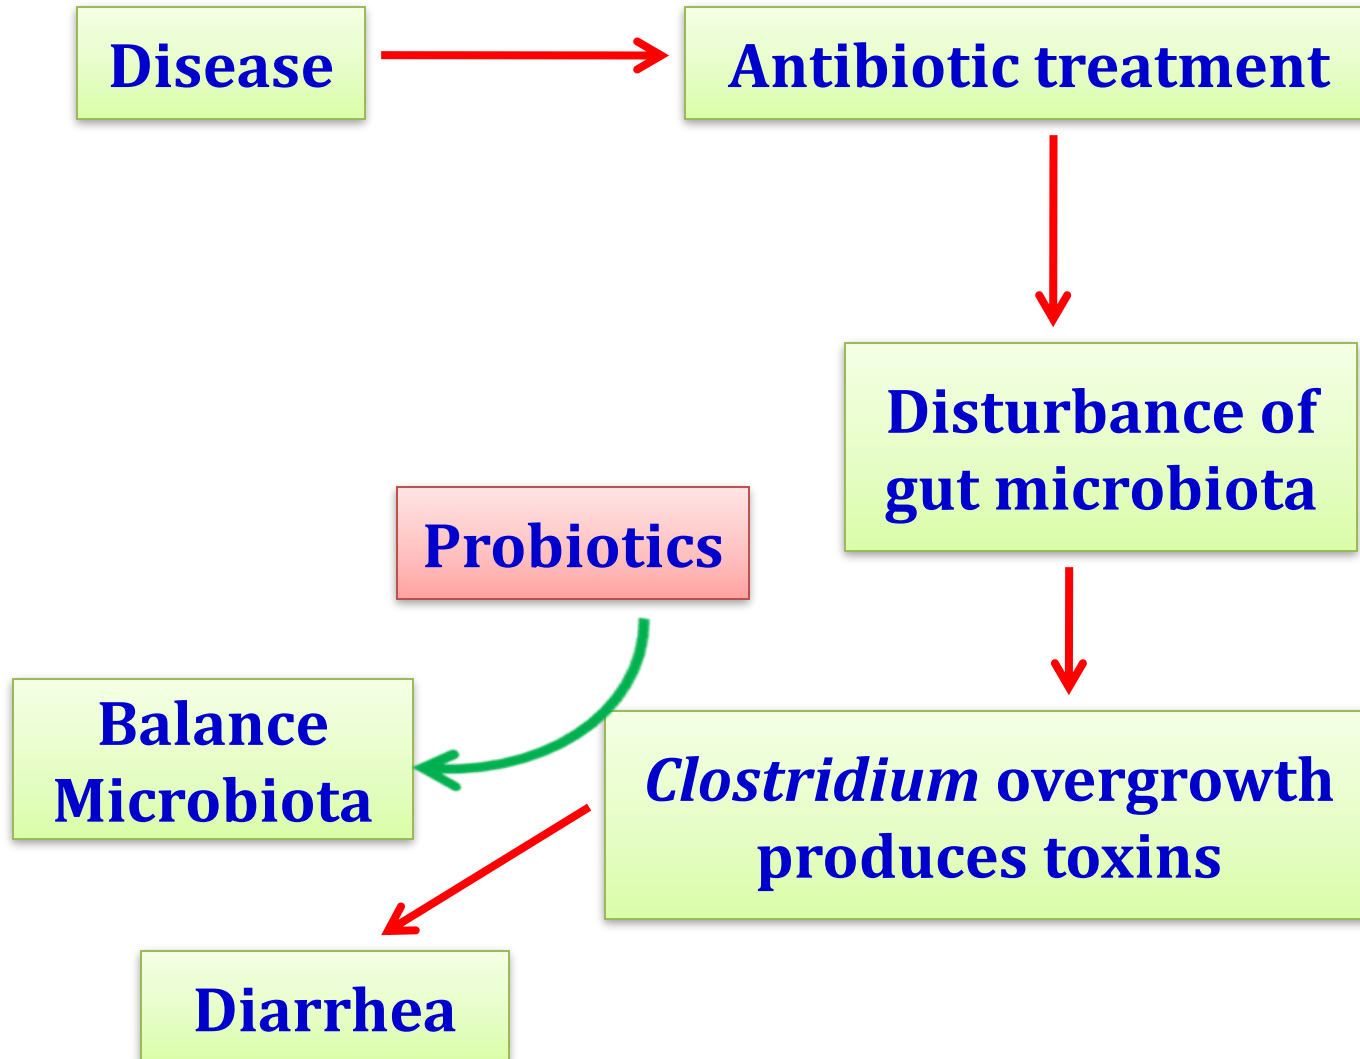 Disease
Antibiotic treatment
Disturbance of
gut microbiota
Probiotics
Balance
Microbiota
Clostridium overgrowth
produces toxins
Diarrhea